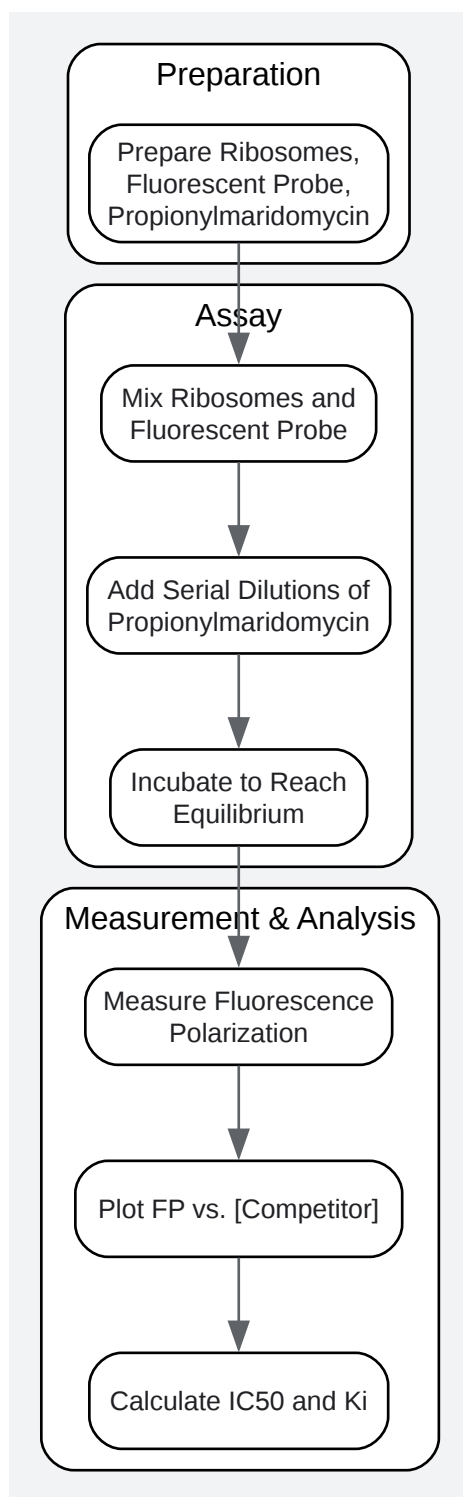 Preparation
Prepare Ribosomes,
Fluorescent Probe,
Propionylmaridomycin
Assay
Mix Ribosomes and
Fluorescent Probe
Add Serial Dilutions of
Propionylmaridomycin
Incubate to Reach
Equilibrium
Measurement & Analysis
Measure Fluorescence
Polarization
Plot FP vs. [Competitor]
Calculate IC50 and Ki